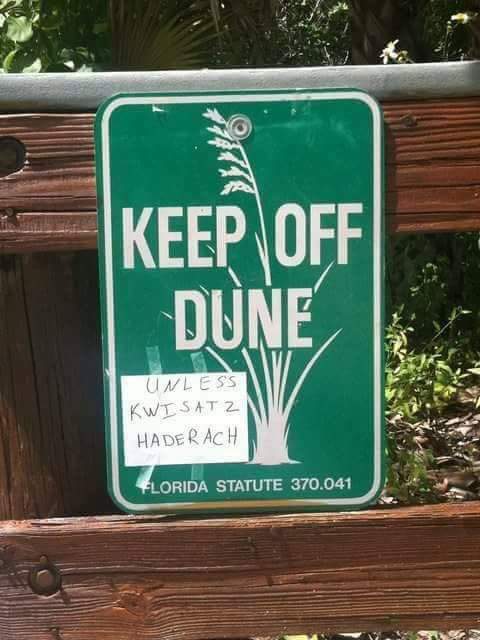 KEEP OFF
DUNE
UNLESS
KWISATZ
HADERACH
FLORIDA STATUTE 370.041